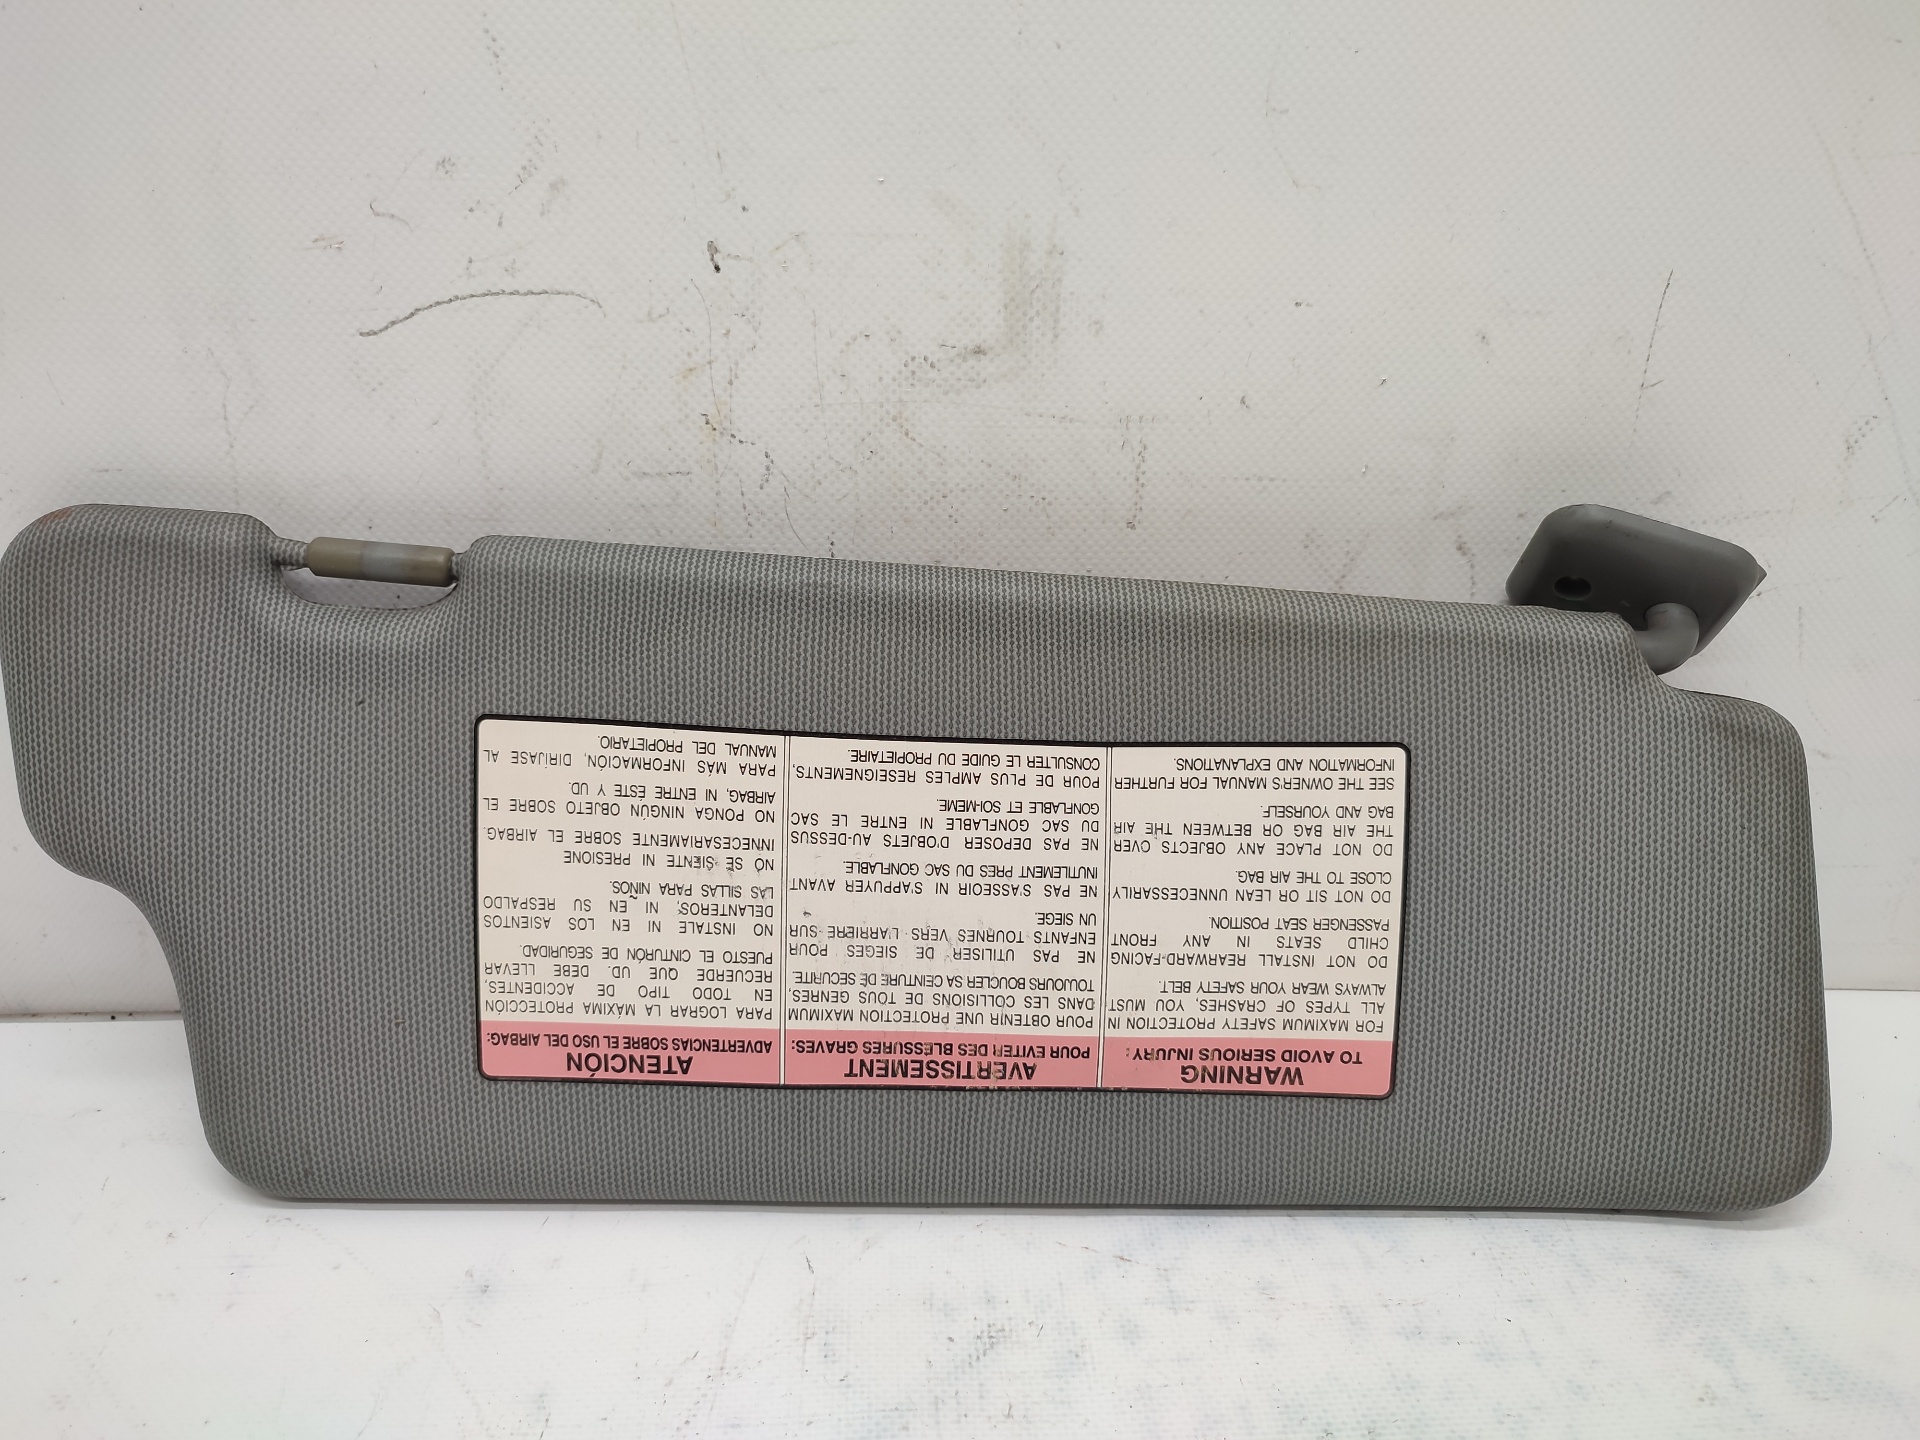 WARNING
TO AVOID SERIOUS INJURY:
FOR MAXIMUM SAFETY PROTECTION IN
ALL TYPES OF CRASHES, YOU MUST
ALWAYS WEAR YOUR SAFETY BELT.
DO NOT INSTALL REARWARD-FACING
CHILD SEATS IN ANY FRONT
PASSENGER SEAT POSITION.
DO NOT SIT OR LEAN UNNECESSARILY
CLOSE TO THE AIR BAG.
DO NOT PLACE ANY OBJECTS OVER
THE AIR BAG OR BETWEEN THE AIR
BAG AND YOURSELF.
SEE THE OWNER'S MANUAL FOR FURTHER
INFORMATION AND EXPLANATIONS.
AVERTISSEMENT
POUR EVITER DES BLESSURES GRAVES:
POUR OBTENIR UNE PROTECTION MAXIMUM
DANS LES COLLISIONS DE TOUS GENRES,
TOUJOURS BOUCLER SA CEINTURE DE SECURITE.
NE PAS UTILISER DE SIEGES POUR
ENFANTS TOURNES VERS L'ARRIERE SUR
UN SIEGE.
NE PAS S'ASSEOIR NI S'APPUYER AVANT
INUTILEMENT PRES DU SAC GONFLABLE.
NE PAS DEPOSER D'OBJETS AU-DESSUS
DU SAC GONFLABLE NI ENTRE LE SAC
GONFLABLE ET SOI-MEME.
POUR DE PLUS AMPLES RESEIGNEMENTS,
CONSULTER LE GUIDE DU PROPIETAIRE.
ATENCIÓN
ADVERTENCIAS SOBRE EL USO DEL AIRBAG:
PARA LOGRAR LA MÁXIMA PROTECCIÓN
EN TODO TIPO DE ACCIDENTES,
RECUERDE QUE UD. DEBE LLEVAR
PUESTO EL CINTURÓN DE SEGURIDAD.
NO INSTALE NI EN LOS ASIENTOS
DELANTEROS, NI EN SU RESPALDO
LAS SILLAS PARA NIÑOS.
NO SE SIENTE NI PRESIONE
INNECESARIAMENTE SOBRE EL AIRBAG.
NO PONGA NINGÚN OBJETO SOBRE EL
AIRBAG, NI ENTRE ÉSTE Y UD.
PARA MÁS INFORMACIÓN, DIRÍJASE AL
MANUAL DEL PROPIETARIO.